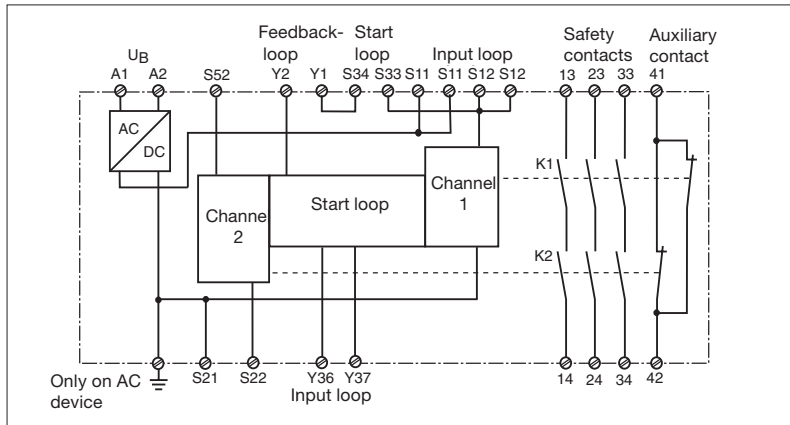 Feedback-
loop
Start
loop
Input loop
Safety
contacts
Auxiliary
contact
UB
A1 A2 S52 Y2 Y1 S34 S33 S11 S11 S12 S12 13 23 33 41
AC
DC
Channe
2
Start loop
Channel
1
K1
K2
Only on AC
device
S21 S22 Y36 Y37 14 24 34 42
Input loop